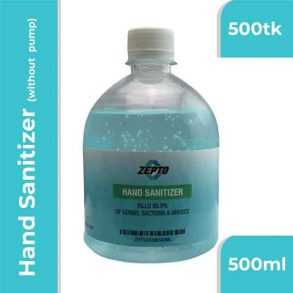 Hand Sanitizer (without pump)
500tk
ZEPTO
HAND SANITIZER
KILLS 99.9%
OF GERMS, BACTERIA & VIRUSES
500ml